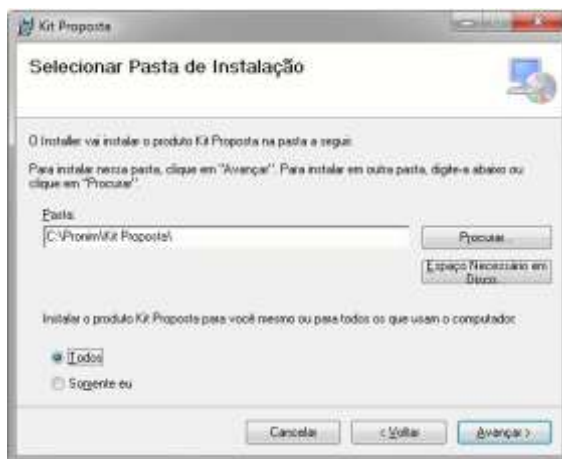 Kit Proposta
Selecionar Pasta de Instalação
O Installer vai instalar o produto Kit Proposta na pasta a seguir.
Para instalar nessa pasta, clique em "Avançar". Para instalar em outra pasta, digite-a abaixo ou
clique em "Procurar".
Pasta:
C:\Pronim\Kit Proposta\
Procurar...
Espaço Necessário em
Disco...
Instalar o produto Kit Proposta para você mesmo ou para todos os que usam o computador:
Todos
Somente eu
Cancelar
< Voltar
Avançar >